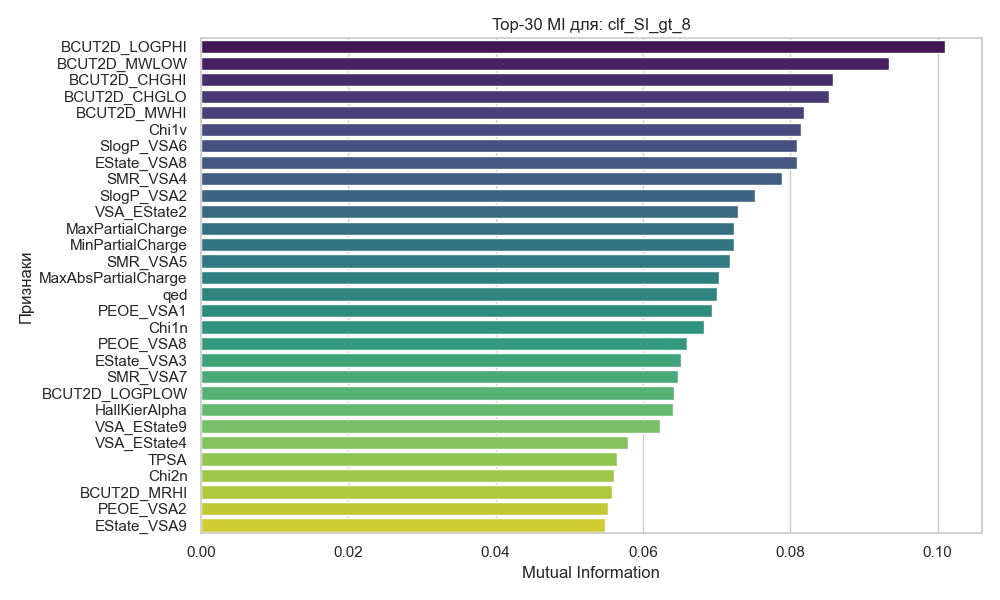 Top-30 MI для: clf_SI_gt_8
Признаки
BCUT2D_LOGPHI
BCUT2D_MWLOW
BCUT2D_CHGHI
BCUT2D_CHGLO
BCUT2D_MWHI
Chi1v
SlogP_VSA6
EState_VSA8
SMR_VSA4
SlogP_VSA2
VSA_EState2
MaxPartialCharge
MinPartialCharge
SMR_VSA5
MaxAbsPartialCharge
qed
PEOE_VSA1
Chi1n
PEOE_VSA8
EState_VSA3
SMR_VSA7
BCUT2D_LOGPLOW
HallKierAlpha
VSA_EState9
VSA_EState4
TPSA
Chi2n
BCUT2D_MRHI
PEOE_VSA2
EState_VSA9
0.00 0.02 0.04 0.06 0.08 0.10
Mutual Information